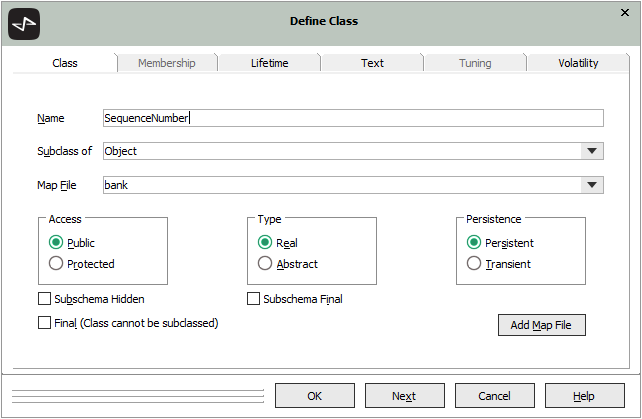 Define Class
Class Membership Lifetime Text Tuning Volatility
Name SequenceNumber
Subclass of Object
Map File bank
Access Type Persistence
Public Real Persistent
Protected Abstract Transient
Subschema Hidden Subschema Final
Final (Class cannot be subclassed) Add Map File
OK Next Cancel Help